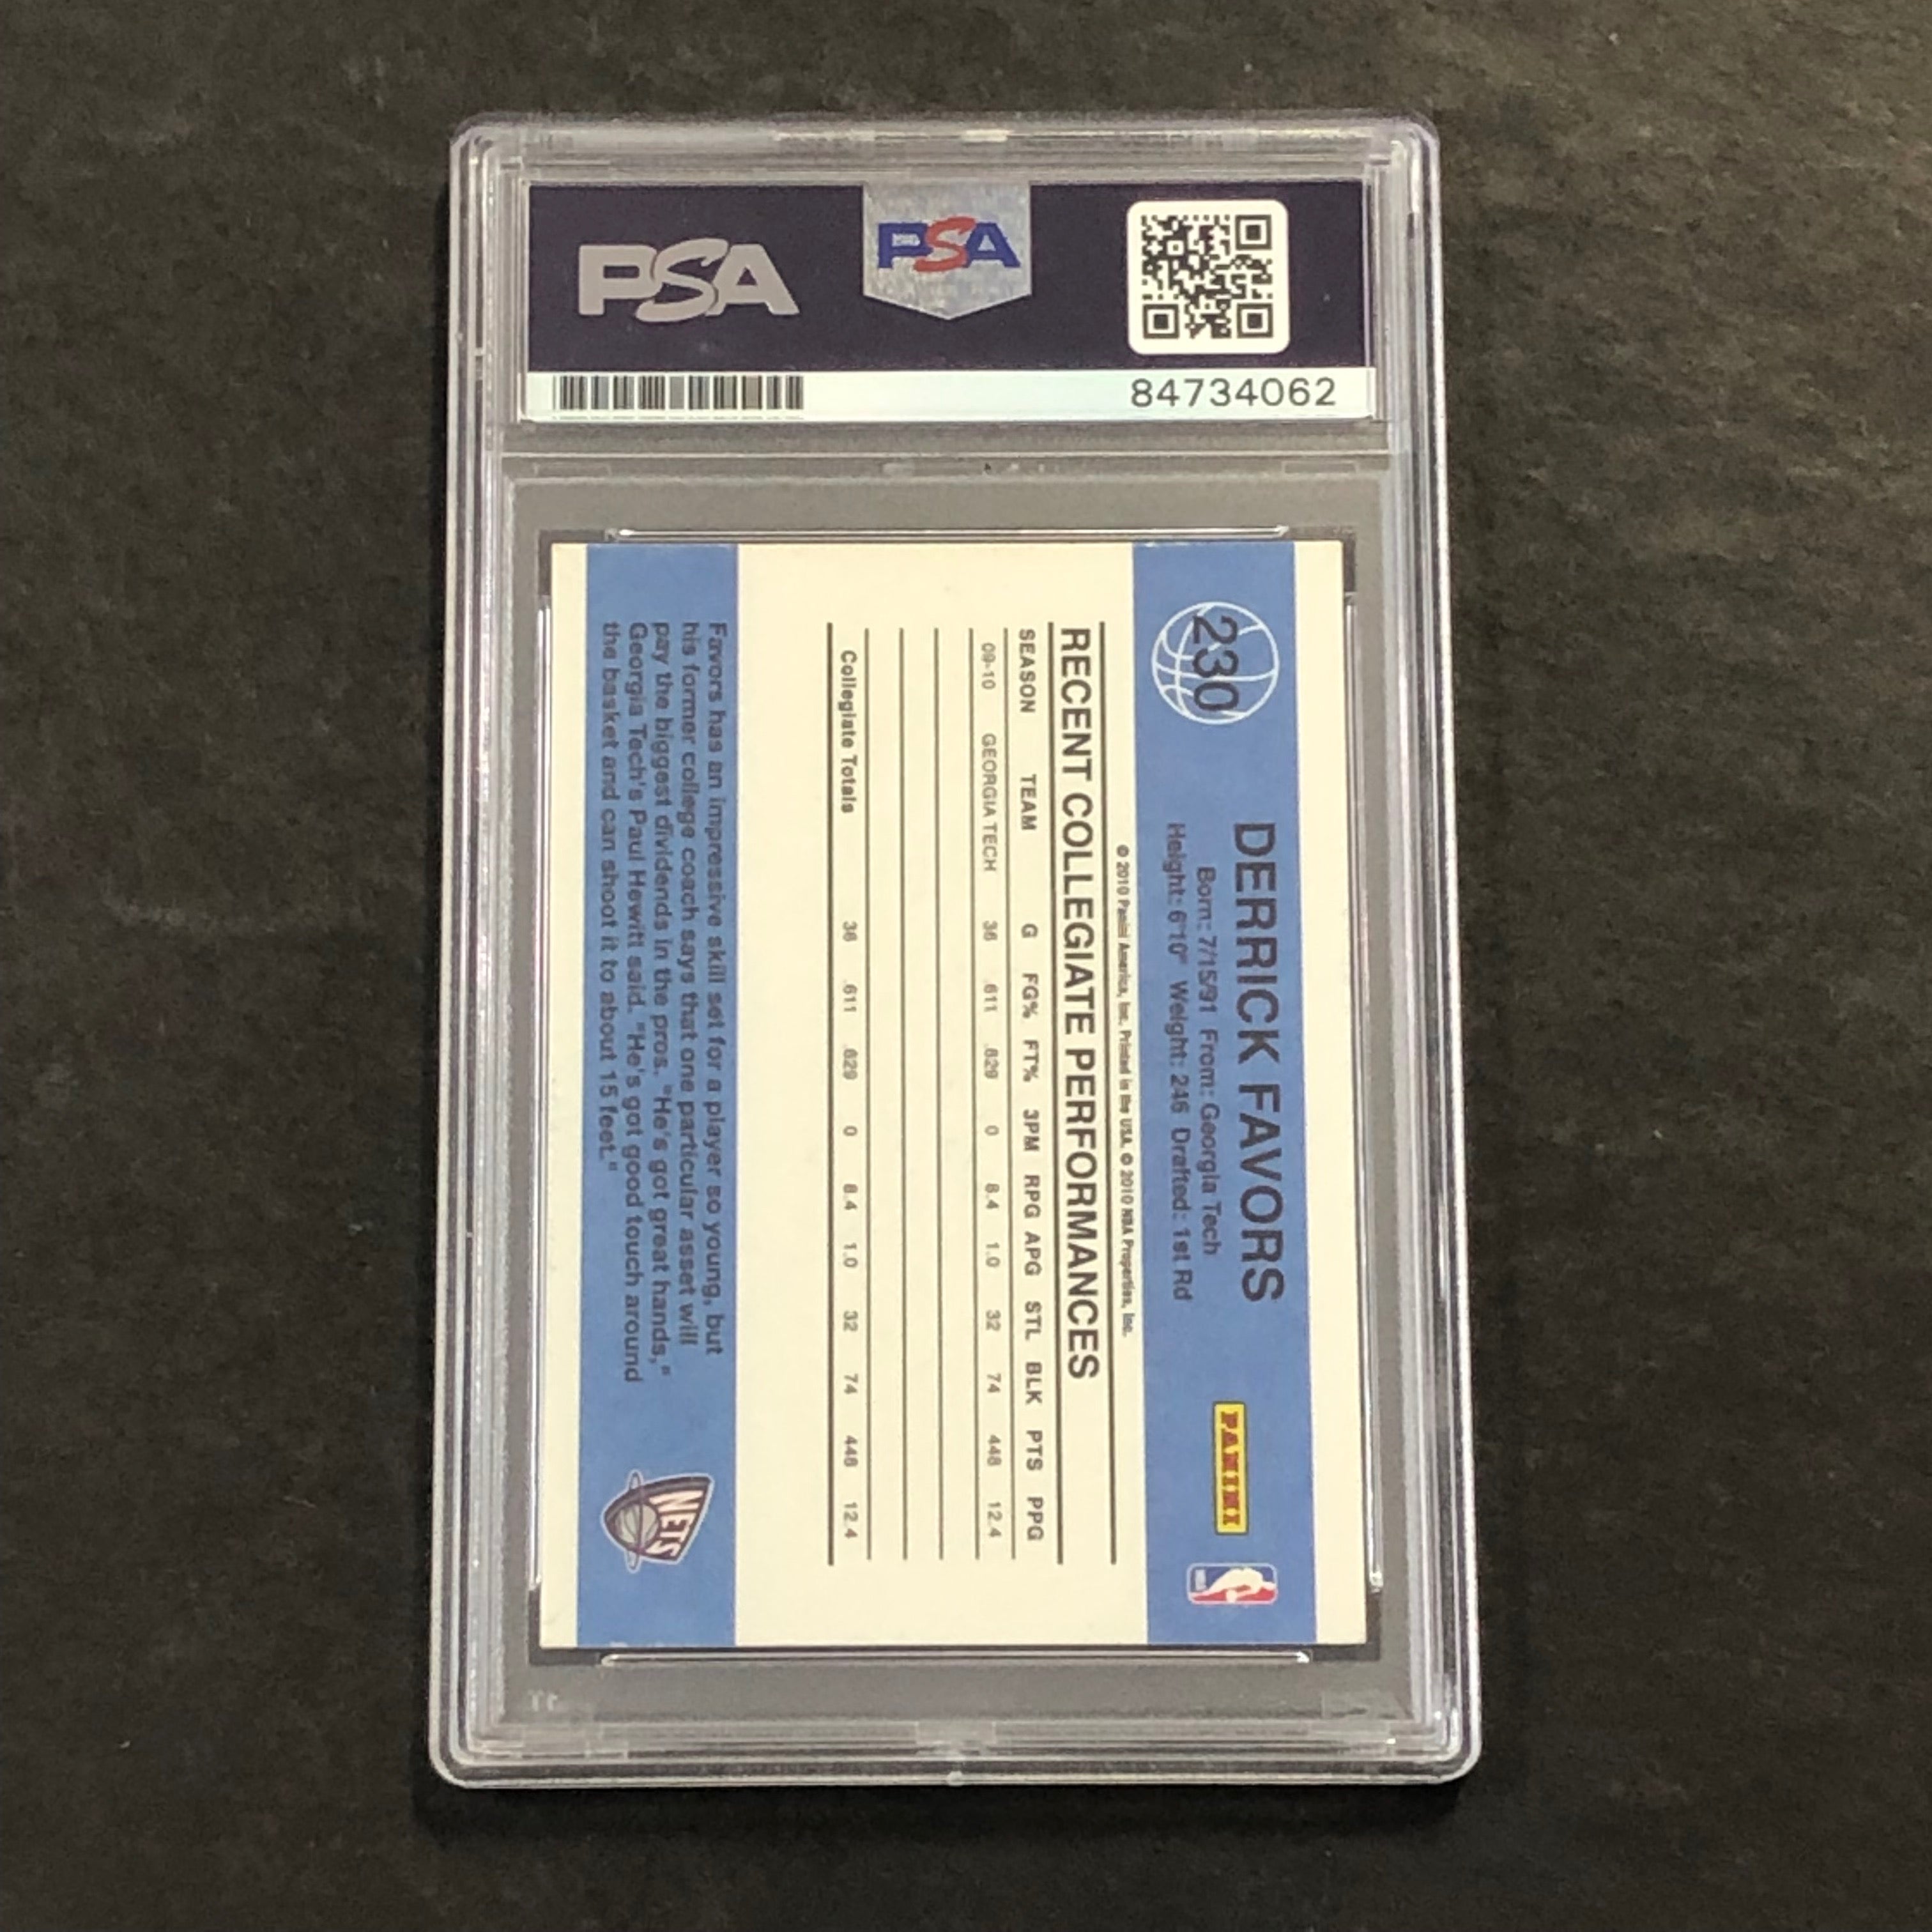 PSA
PSA
84734062
230
DERRICK FAVORS
Born: 7/15/91 From: Georgia Tech
Height: 6'10" Weight: 246 Drafted: 1st Rd
PANINI
© 2010 Panini America, Inc. Printed in the USA. © 2010 NBA Properties, Inc.
RECENT COLLEGIATE PERFORMANCES
SEASON TEAM G FG% FT% 3PM RPG APG STL BLK PTS PPG
09-10 GEORGIA TECH 36 .611 .629 0 8.4 1.0 32 74 448 12.4
Collegiate Totals 36 .611 .629 0 8.4 1.0 32 74 448 12.4
Favors has an impressive skill set for a player so young, but
his former college coach says that one particular asset will
pay the biggest dividends in the pros. "He's got great hands,"
Georgia Tech's Paul Hewitt said. "He's got good touch around
the basket and can shoot it to about 15 feet."
NETS